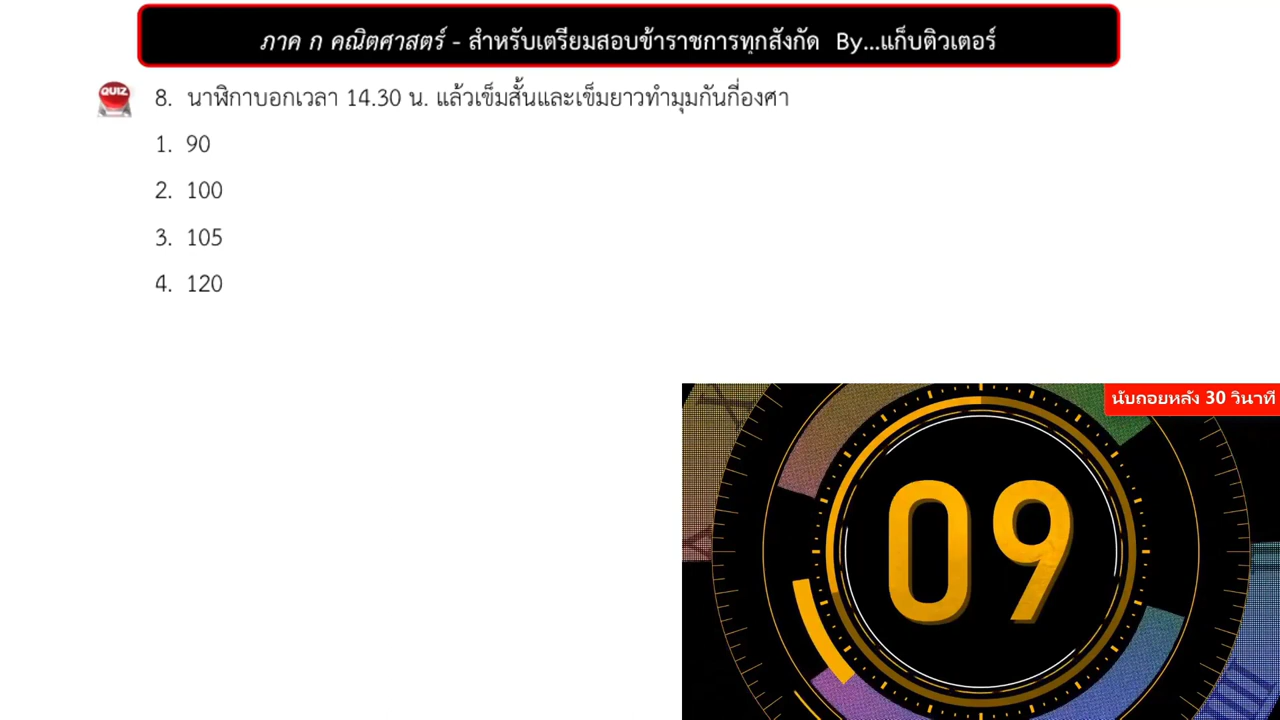 ภาค ก คณิตศาสตร์ - สำหรับเตรียมสอบข้าราชการทุกสังกัด By...แก็บติวเตอร์
QUIZ
8. นาฬิกาบอกเวลา 14.30 น. แล้วเข็มสั้นและเข็มยาวทำมุมกันกี่องศา
1. 90
2. 100
3. 105
4. 120
นับถอยหลัง 30 วินาที
09